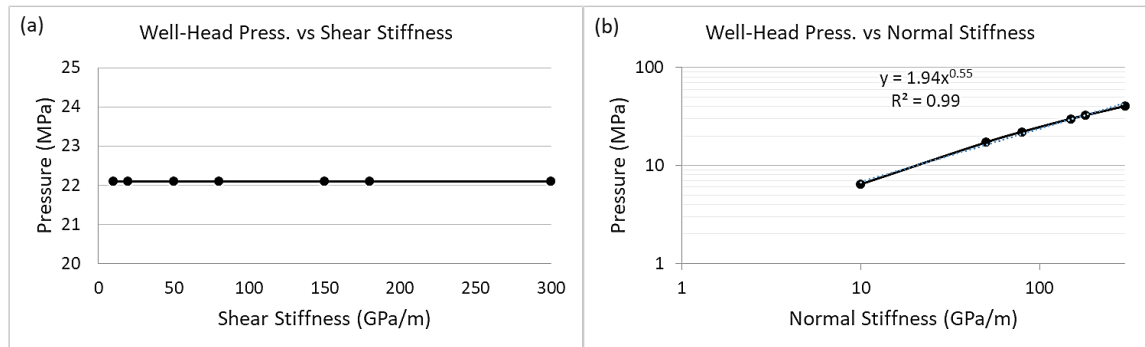 (a)
Well-Head Press. vs Shear Stiffness
Pressure (MPa)
25
24
23
22
21
20
0 50 100 150 200 250 300
Shear Stiffness (GPa/m)
(b)
Well-Head Press. vs Normal Stiffness
y = 1.94x^0.55
R² = 0.99
Pressure (MPa)
100
10
1
1 10 100
Normal Stiffness (GPa/m)